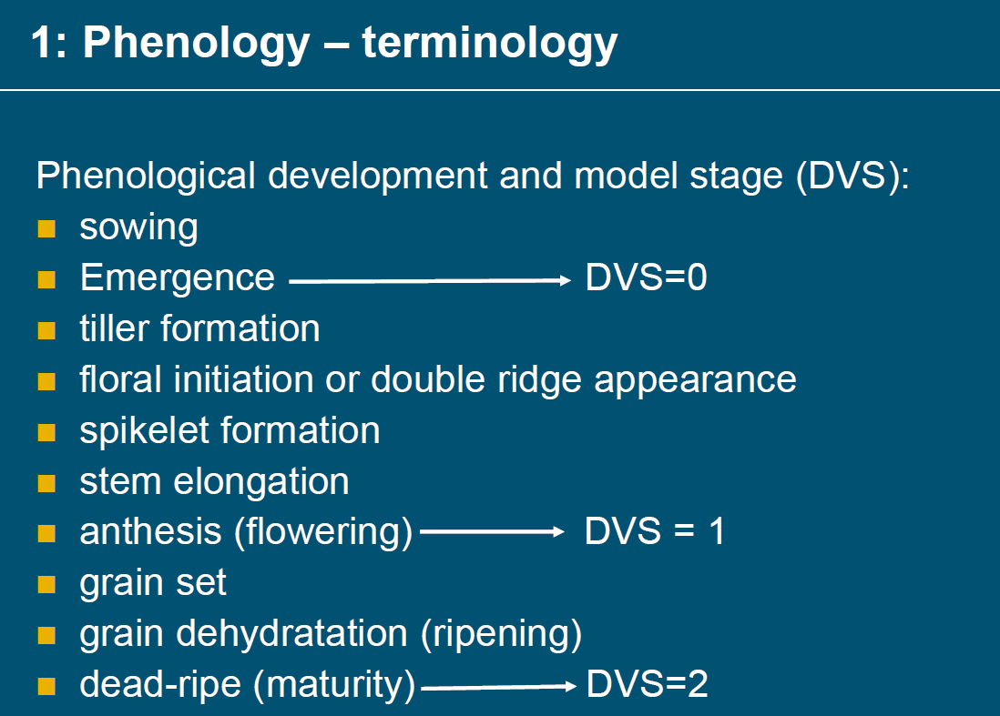 1: Phenology – terminology
Phenological development and model stage (DVS):
sowing
Emergence DVS=0
tiller formation
floral initiation or double ridge appearance
spikelet formation
stem elongation
anthesis (flowering) DVS = 1
grain set
grain dehydratation (ripening)
dead-ripe (maturity) DVS=2